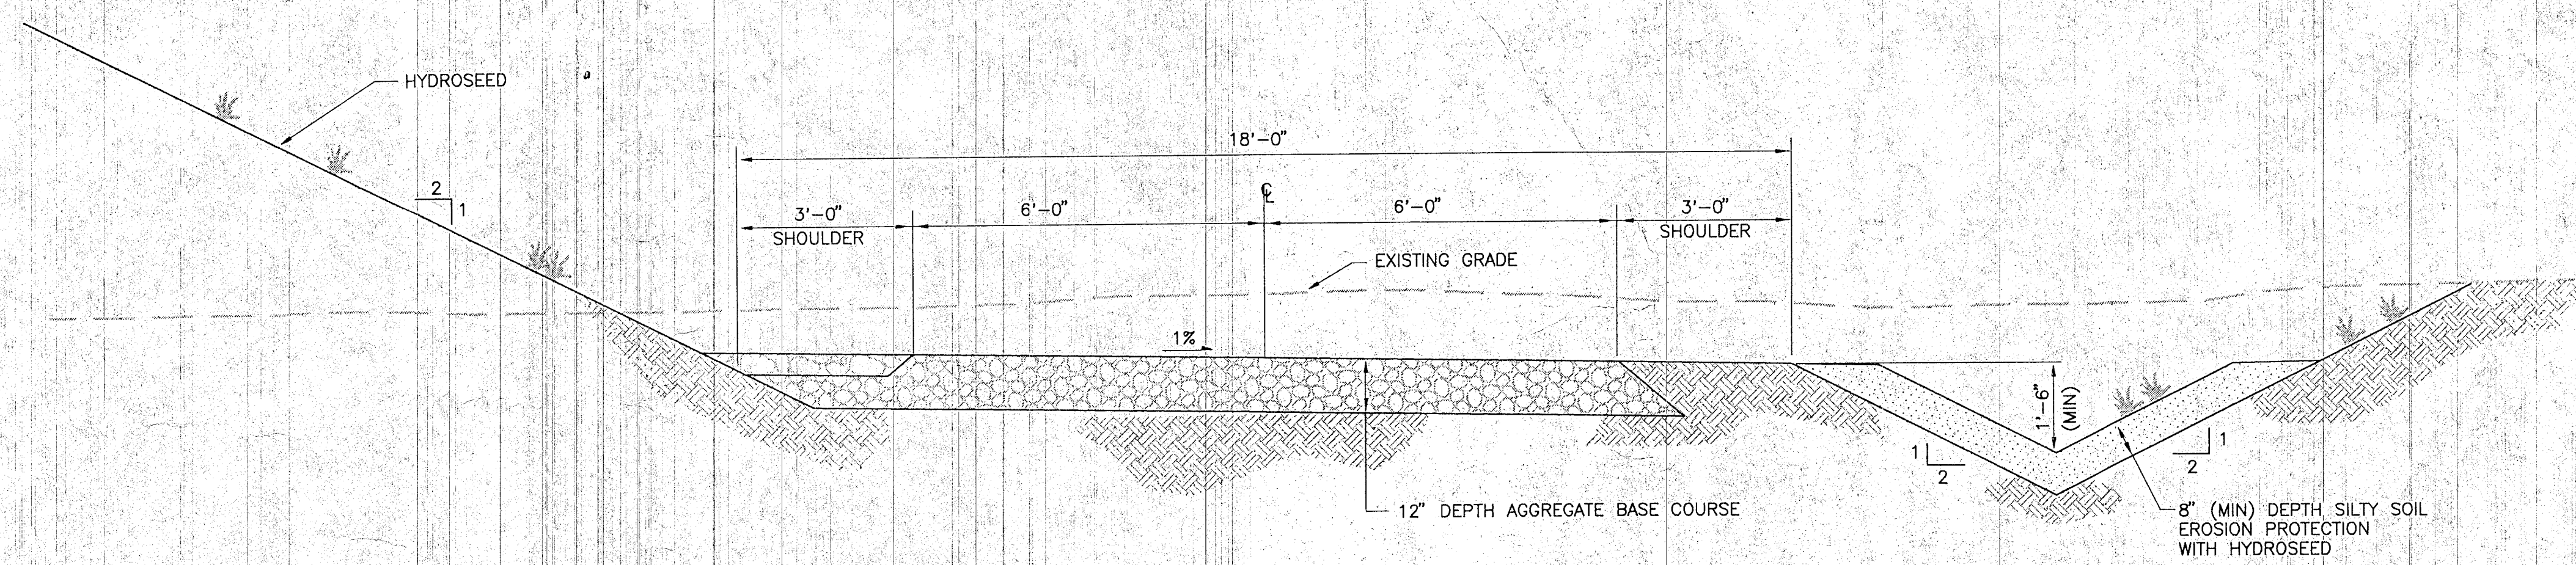 HYDROSEED
2
1
18'-0"
3'-0"
SHOULDER
6'-0"
℄
6'-0"
3'-0"
SHOULDER
EXISTING GRADE
1%
1'-6"
(MIN)
1
2
1
2
12" DEPTH AGGREGATE BASE COURSE
8" (MIN) DEPTH SILTY SOIL
EROSION PROTECTION
WITH HYDROSEED